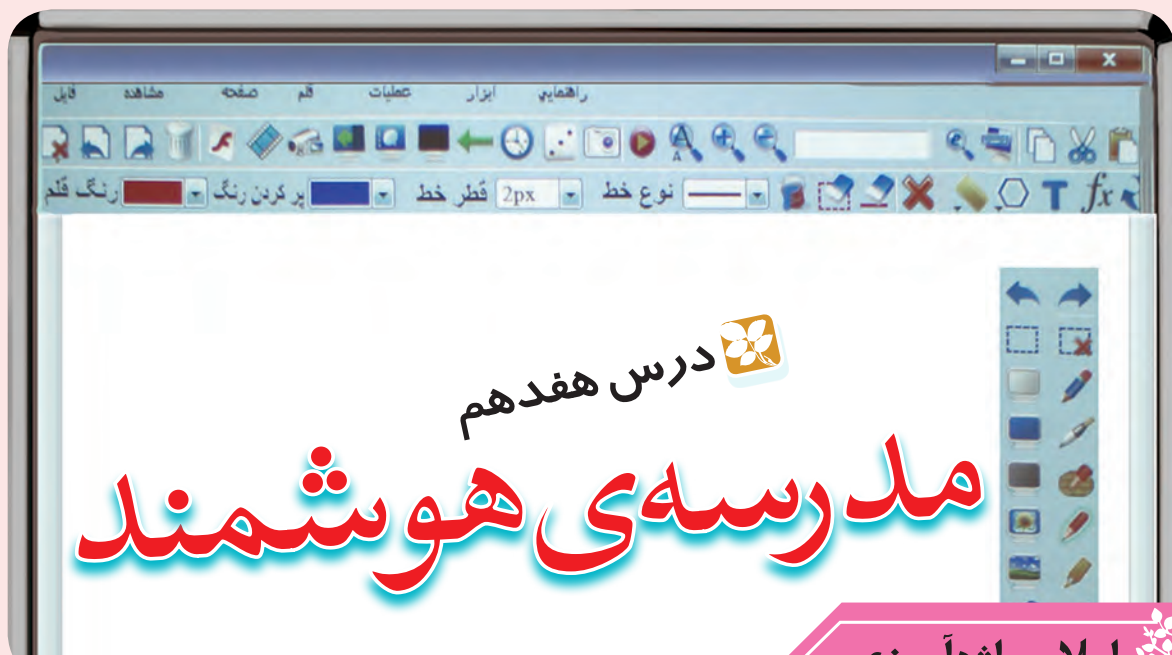 فایل مشاهده صفحه قلم عملیات ابزار راهنمایی
رنگ قلم پر کردن رنگ قطر خط 2px نوع خط T fx
درس هفدهم
مدرسه‌ی هوشمند